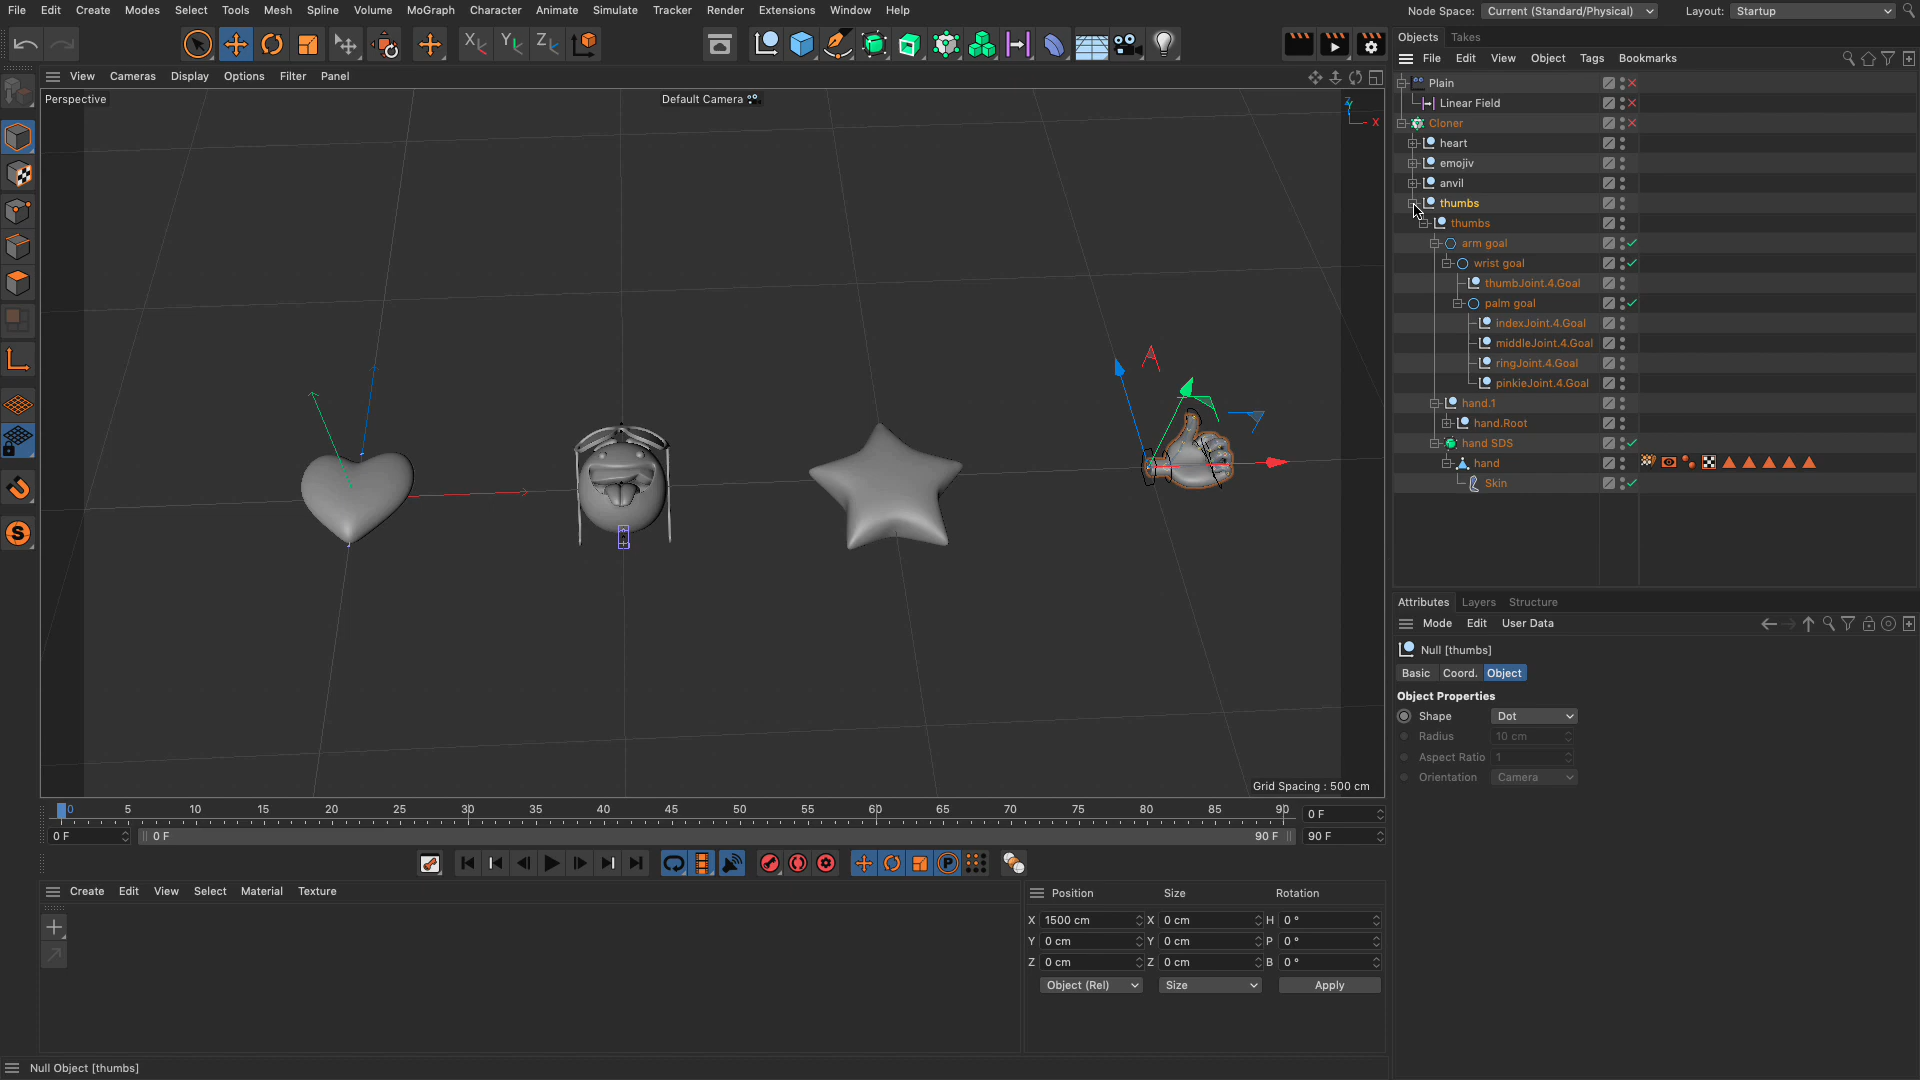 File Edit Create Modes Select Tools Mesh Spline Volume MoGraph Character Animate Simulate Tracker Render Extensions Window Help
Node Space: Current (Standard/Physical) Layout: Startup
X Y Z
Objects Takes
File Edit View Object Tags Bookmarks
View Cameras Display Options Filter Panel
Perspective
Default Camera
Y
X
Plain
Linear Field
Cloner
heart
emojiv
anvil
thumbs
thumbs
arm goal
wrist goal
thumbJoint.4.Goal
palm goal
indexJoint.4.Goal
middleJoint.4.Goal
ringJoint.4.Goal
pinkieJoint.4.Goal
hand.1
hand.Root
hand SDS
hand
Skin
Grid Spacing : 500 cm
Attributes Layers Structure
Mode Edit User Data
Null [thumbs]
Basic Coord. Object
Object Properties
Shape Dot
Radius 10 cm
Aspect Ratio 1
Orientation Camera
0 5 10 15 20 25 30 35 40 45 50 55 60 65 70 75 80 85 90
0 F
0 F 0 F 90 F 90 F
P
Create Edit View Select Material Texture
Position Size Rotation
X 1500 cm X 0 cm H 0 °
Y 0 cm Y 0 cm P 0 °
Z 0 cm Z 0 cm B 0 °
Object (Rel) Size Apply
Null Object [thumbs]